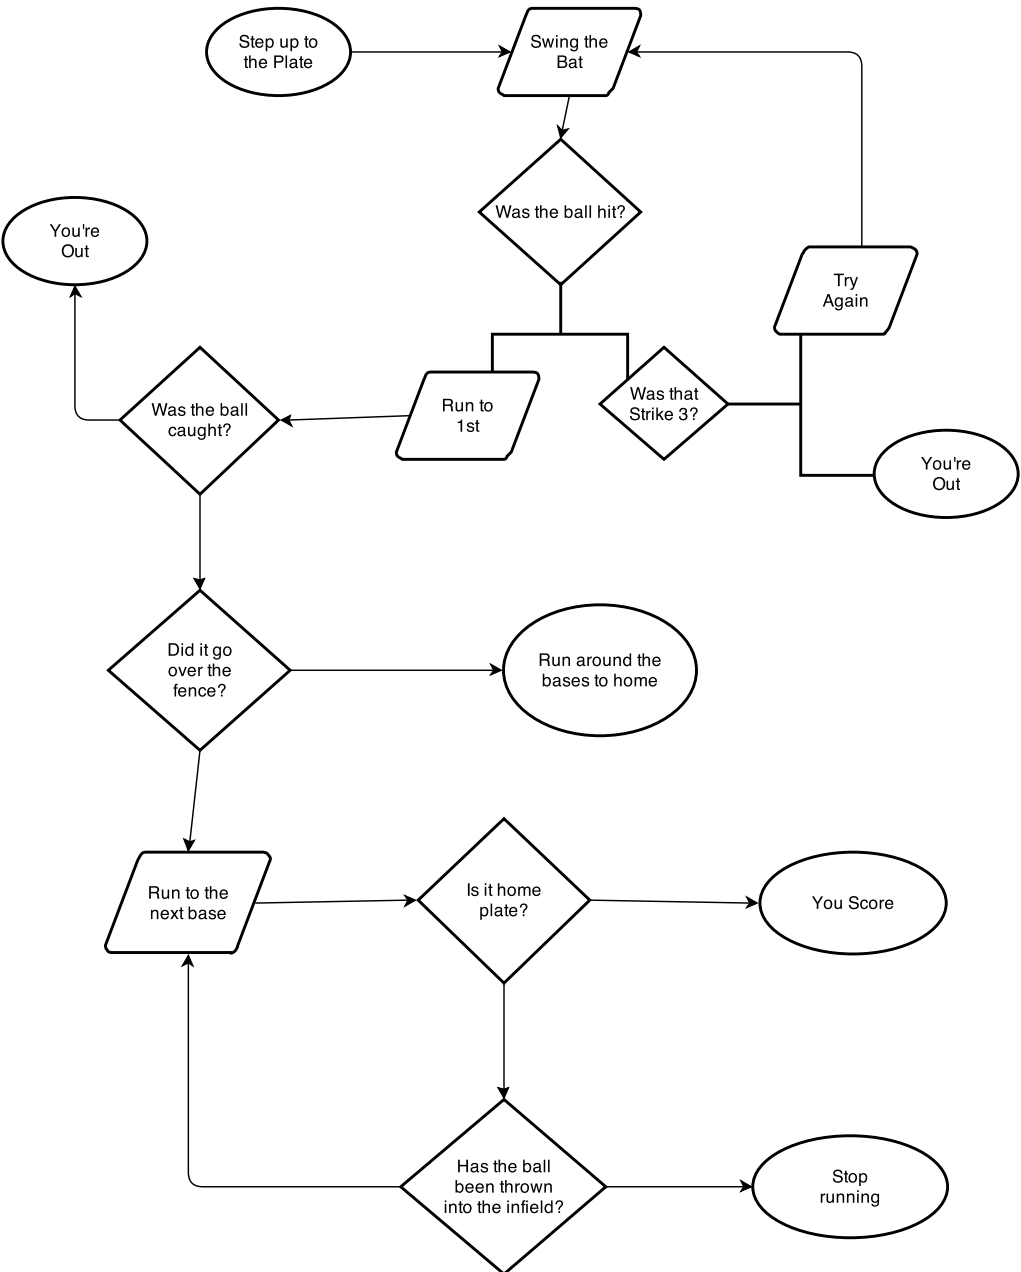 Step up to
the Plate
Swing the
Bat
Was the ball hit?
You're
Out
Try
Again
Was the ball
caught?
Run to
1st
Was that
Strike 3?
You're
Out
Did it go
over the
fence?
Run around the
bases to home
Run to the
next base
Is it home
plate?
You Score
Has the ball
been thrown
into the infield?
Stop
running